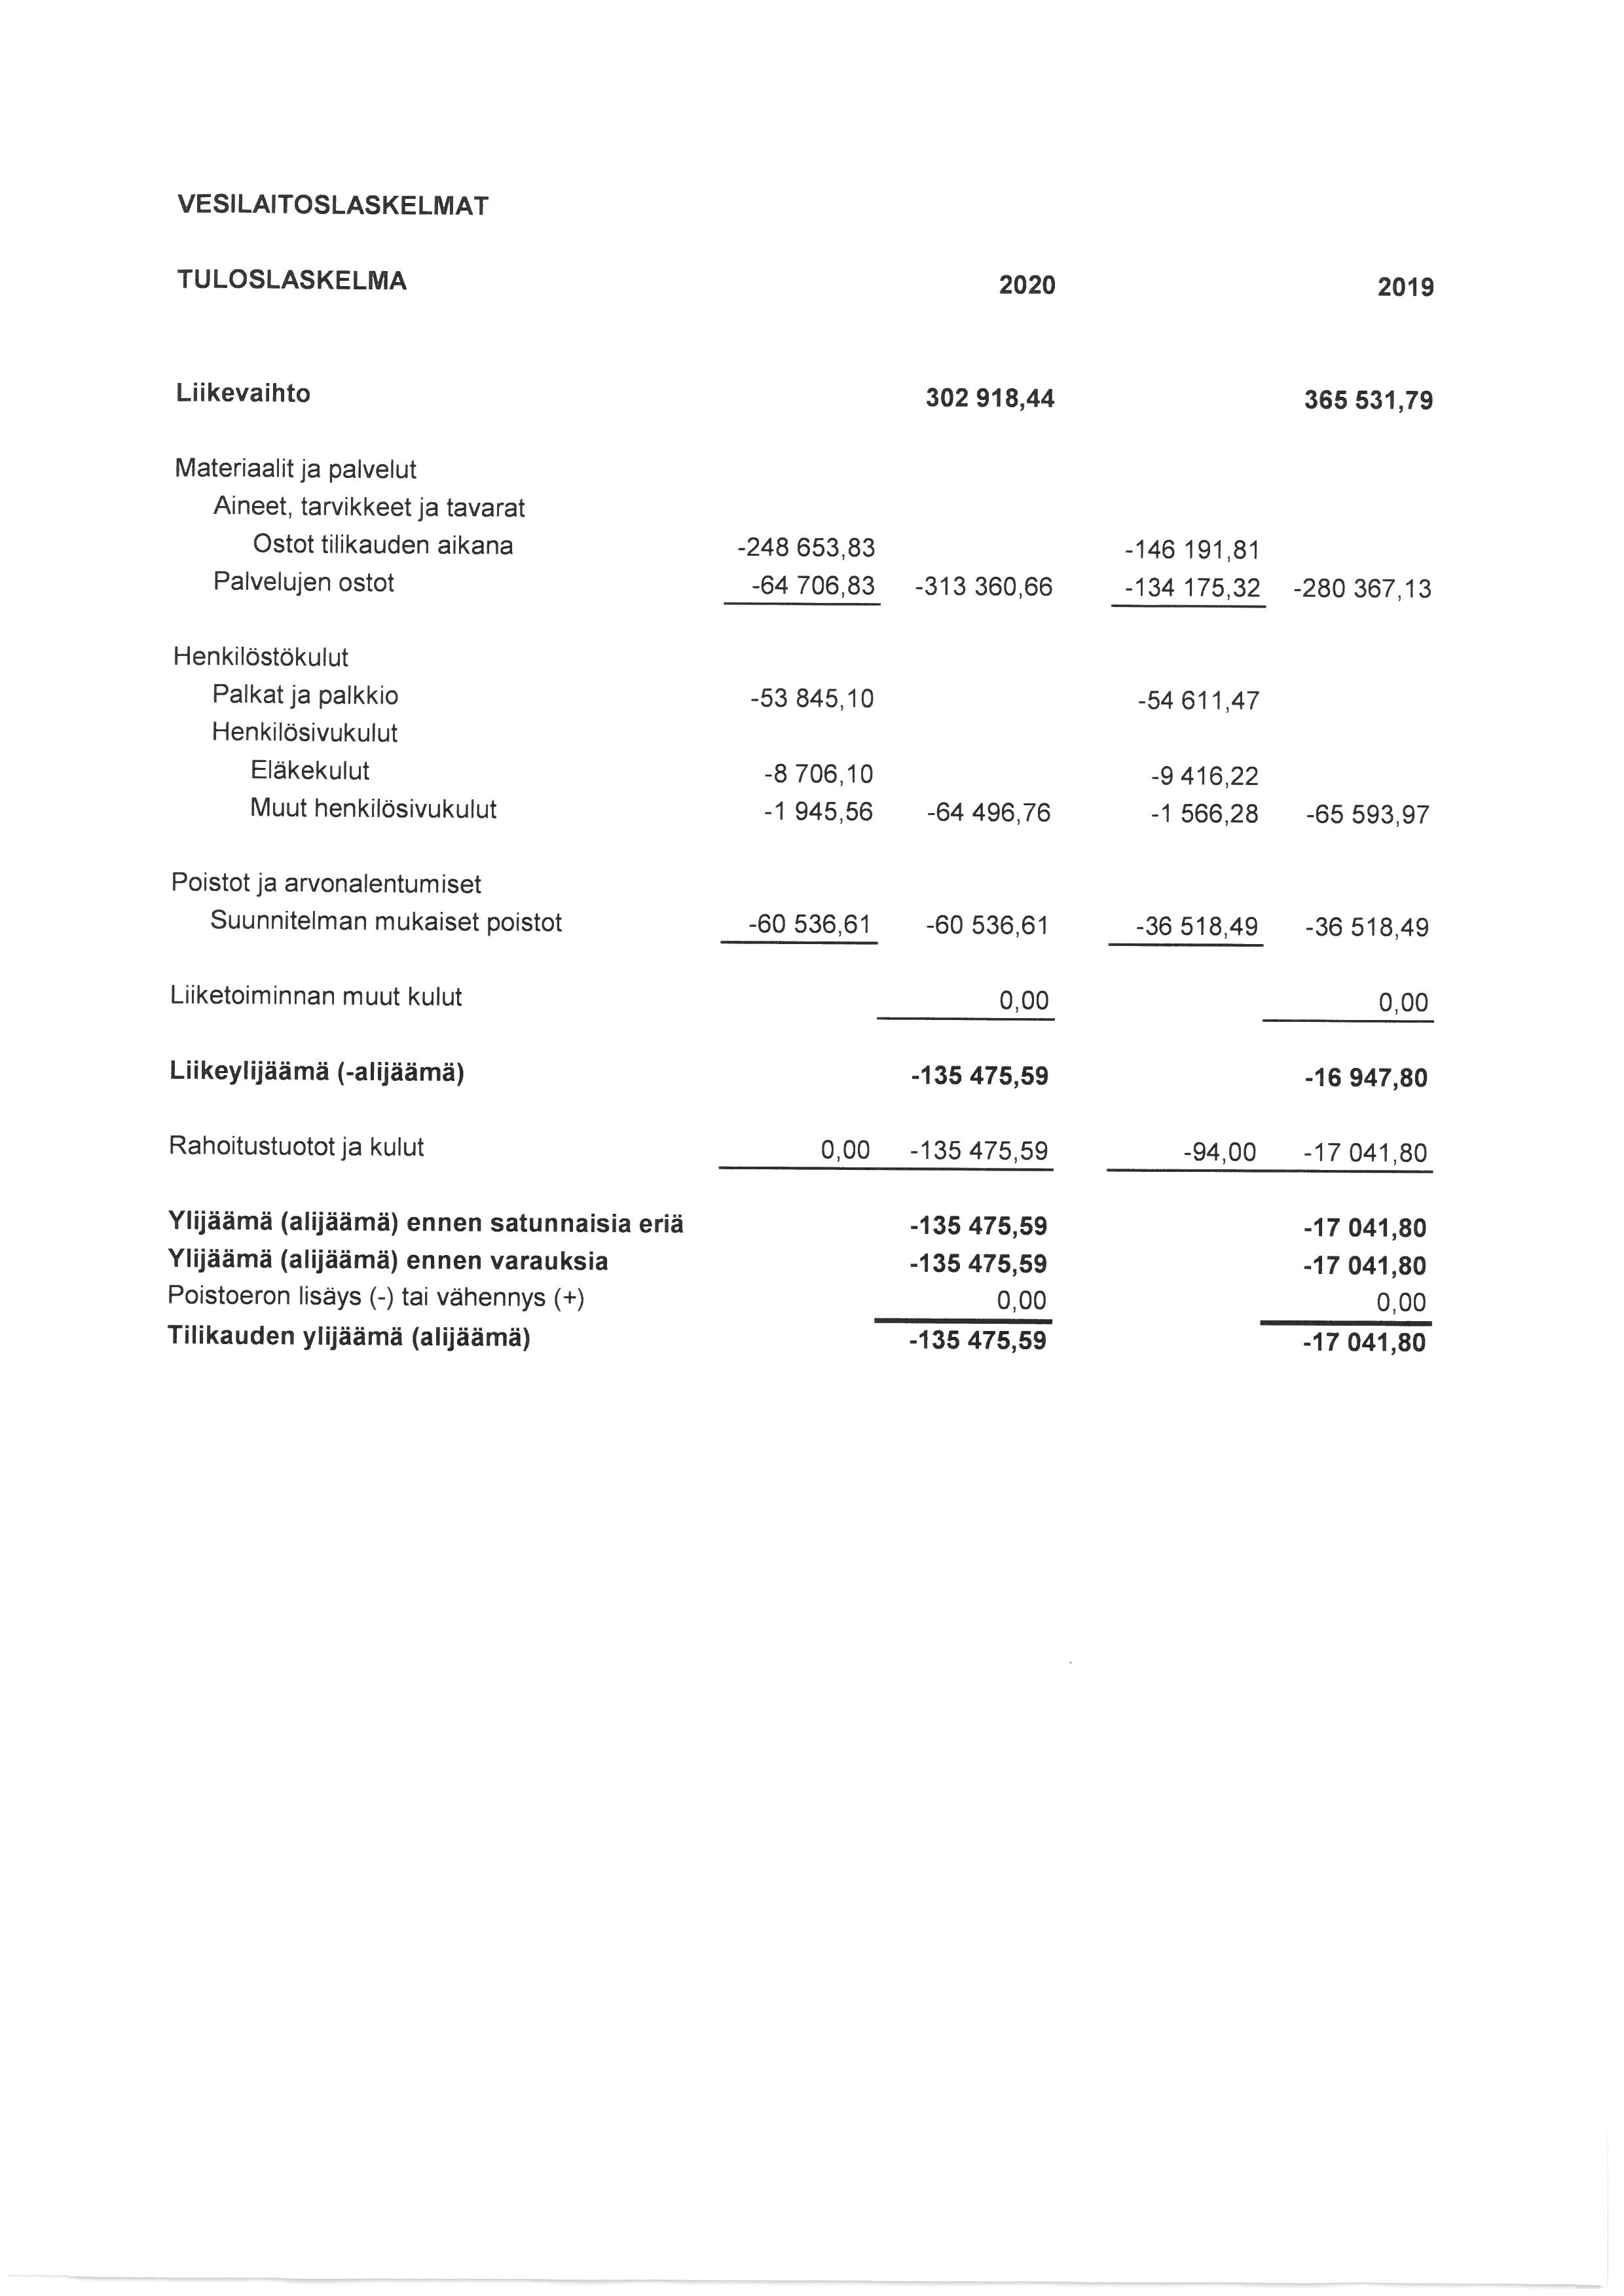 VESILAITOSLASKELMAT
TULOSLASKELMA 2020 2019
Liikevaihto 302 918,44 365 531,79
Materiaalit ja palvelut
Aineet, tarvikkeet ja tavarat
Ostot tilikauden aikana -248 653,83 -146 191,81
Palvelujen ostot -64 706,83 -313 360,66 -134 175,32 -280 367,13
Henkilöstökulut
Palkat ja palkkio -53 845,10 -54 611,47
Henkilösivukulut
Eläkekulut -8 706,10 -9 416,22
Muut henkilösivukulut -1 945,56 -64 496,76 -1 566,28 -65 593,97
Poistot ja arvonalentumiset
Suunnitelman mukaiset poistot -60 536,61 -60 536,61 -36 518,49 -36 518,49
Liiketoiminnan muut kulut 0,00 0,00
Liikeylijäämä (-alijäämä) -135 475,59 -16 947,80
Rahoitustuotot ja kulut 0,00 -135 475,59 -94,00 -17 041,80
Ylijäämä (alijäämä) ennen satunnaisia eriä -135 475,59 -17 041,80
Ylijäämä (alijäämä) ennen varauksia -135 475,59 -17 041,80
Poistoeron lisäys (-) tai vähennys (+) 0,00 0,00
Tilikauden ylijäämä (alijäämä) -135 475,59 -17 041,80